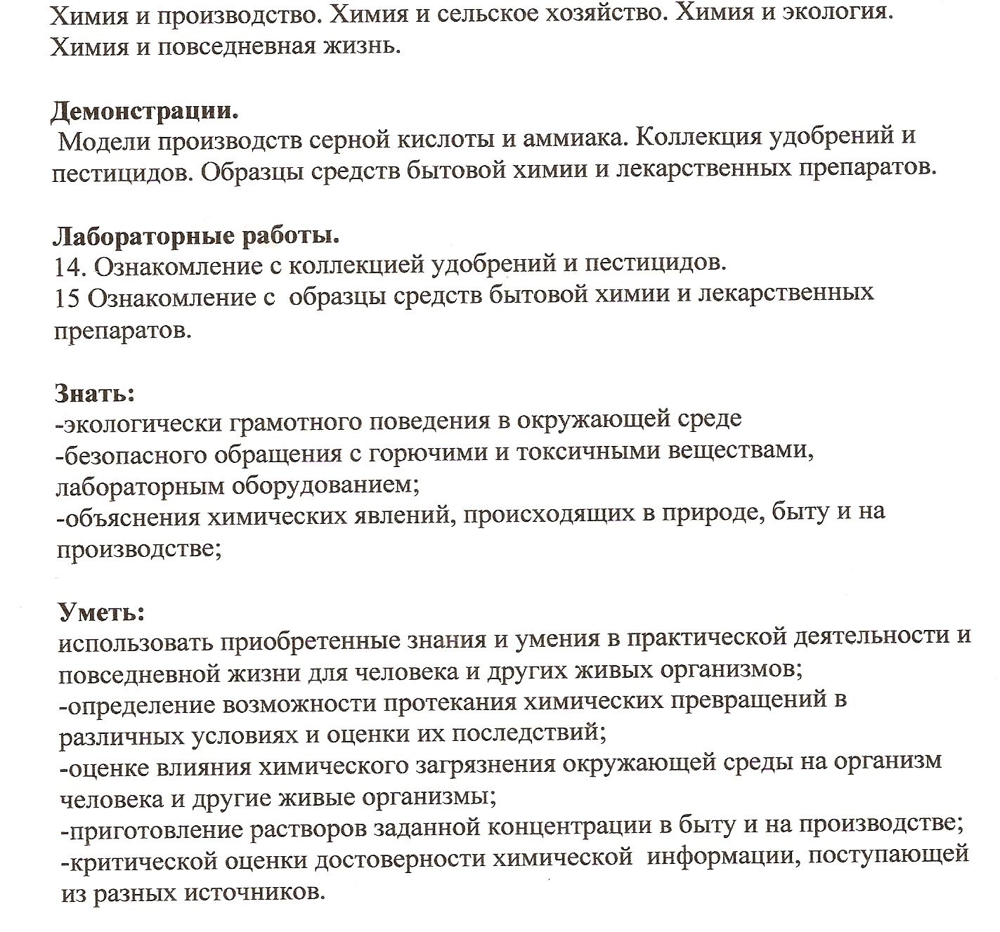 Химия и производство. Химия и сельское хозяйство. Химия и экология.
Химия и повседневная жизнь.
Демонстрации.
Модели производств серной кислоты и аммиака. Коллекция удобрений и
пестицидов. Образцы средств бытовой химии и лекарственных препаратов.
Лабораторные работы.
14. Ознакомление с коллекцией удобрений и пестицидов.
15 Ознакомление с  образцы средств бытовой химии и лекарственных
препаратов.
Знать:
-экологически грамотного поведения в окружающей среде
-безопасного обращения с горючими и токсичными веществами,
лабораторным оборудованием;
-объяснения химических явлений, происходящих в природе, быту и на
производстве;
Уметь:
использовать приобретенные знания и умения в практической деятельности и
повседневной жизни для человека и других живых организмов;
-определение возможности протекания химических превращений в
различных условиях и оценки их последствий;
-оценке влияния химического загрязнения окружающей среды на организм
человека и другие живые организмы;
-приготовление растворов заданной концентрации в быту и на производстве;
-критической оценки достоверности химической  информации, поступающей
из разных источников.